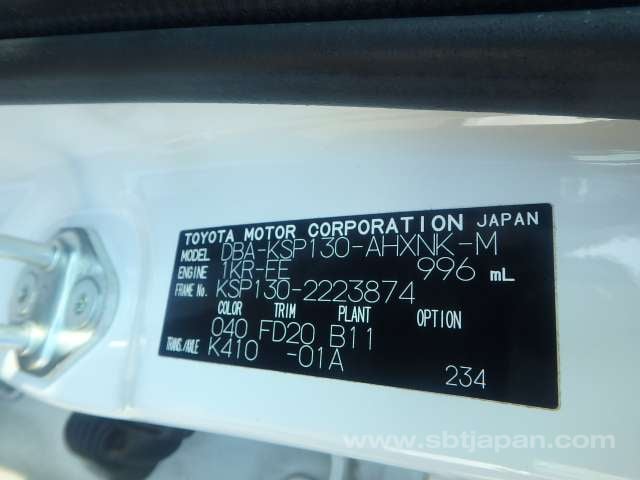 TOYOTA MOTOR CORPORATION JAPAN
MODEL DBA-KSP130-AHXNK-M
ENGINE 1KR-FE 996 mL
FRAME No. KSP130-2223874
COLOR TRIM PLANT OPTION
040 FD20 B11
TRANS./AXLE K410 -01A
234
www.sbtjapan.com